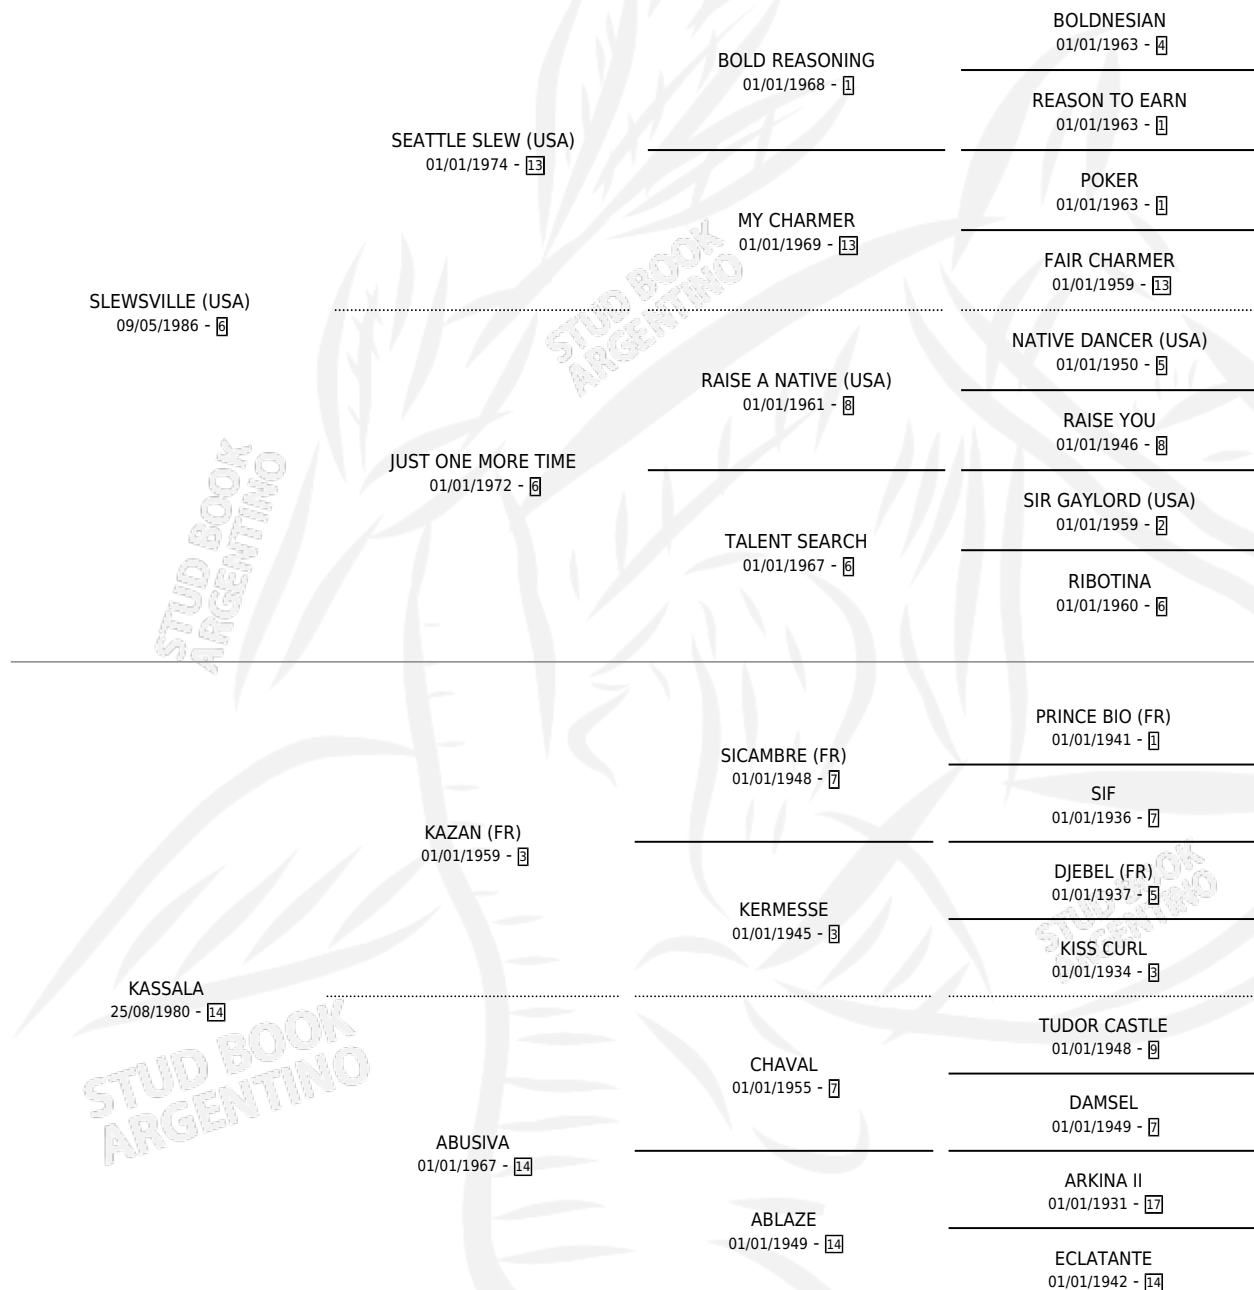 BOLDNESIAN
01/01/1963 - 4
BOLD REASONING
01/01/1968 - 1
REASON TO EARN
01/01/1963 - 1
SEATTLE SLEW (USA)
01/01/1974 - 13
POKER
01/01/1963 - 1
MY CHARMER
01/01/1969 - 13
FAIR CHARMER
01/01/1959 - 13
SLEWSVILLE (USA)
09/05/1986 - 6
STUD BOOK
ARGENTINO
NATIVE DANCER (USA)
01/01/1950 - 5
RAISE A NATIVE (USA)
01/01/1961 - 8
RAISE YOU
01/01/1946 - 8
JUST ONE MORE TIME
01/01/1972 - 6
SIR GAYLORD (USA)
01/01/1959 - 2
TALENT SEARCH
01/01/1967 - 6
RIBOTINA
01/01/1960 - 6
STUD BOOK
ARGENTINO
PRINCE BIO (FR)
01/01/1941 - 1
SICAMBRE (FR)
01/01/1948 - 7
SIF
01/01/1936 - 7
KAZAN (FR)
01/01/1959 - 3
DJEBEL (FR)
01/01/1937 - 5
KERMESSE
01/01/1945 - 3
STUD BOOK
ARGENTINO
KISS CURL
01/01/1934 - 3
KASSALA
25/08/1980 - 14
STUD BOOK
ARGENTINO
TUDOR CASTLE
01/01/1948 - 9
CHAVAL
01/01/1955 - 7
DAMSEL
01/01/1949 - 7
ABUSIVA
01/01/1967 - 14
ARKINA II
01/01/1931 - 17
ABLAZE
01/01/1949 - 14
ECLATANTE
01/01/1942 - 14